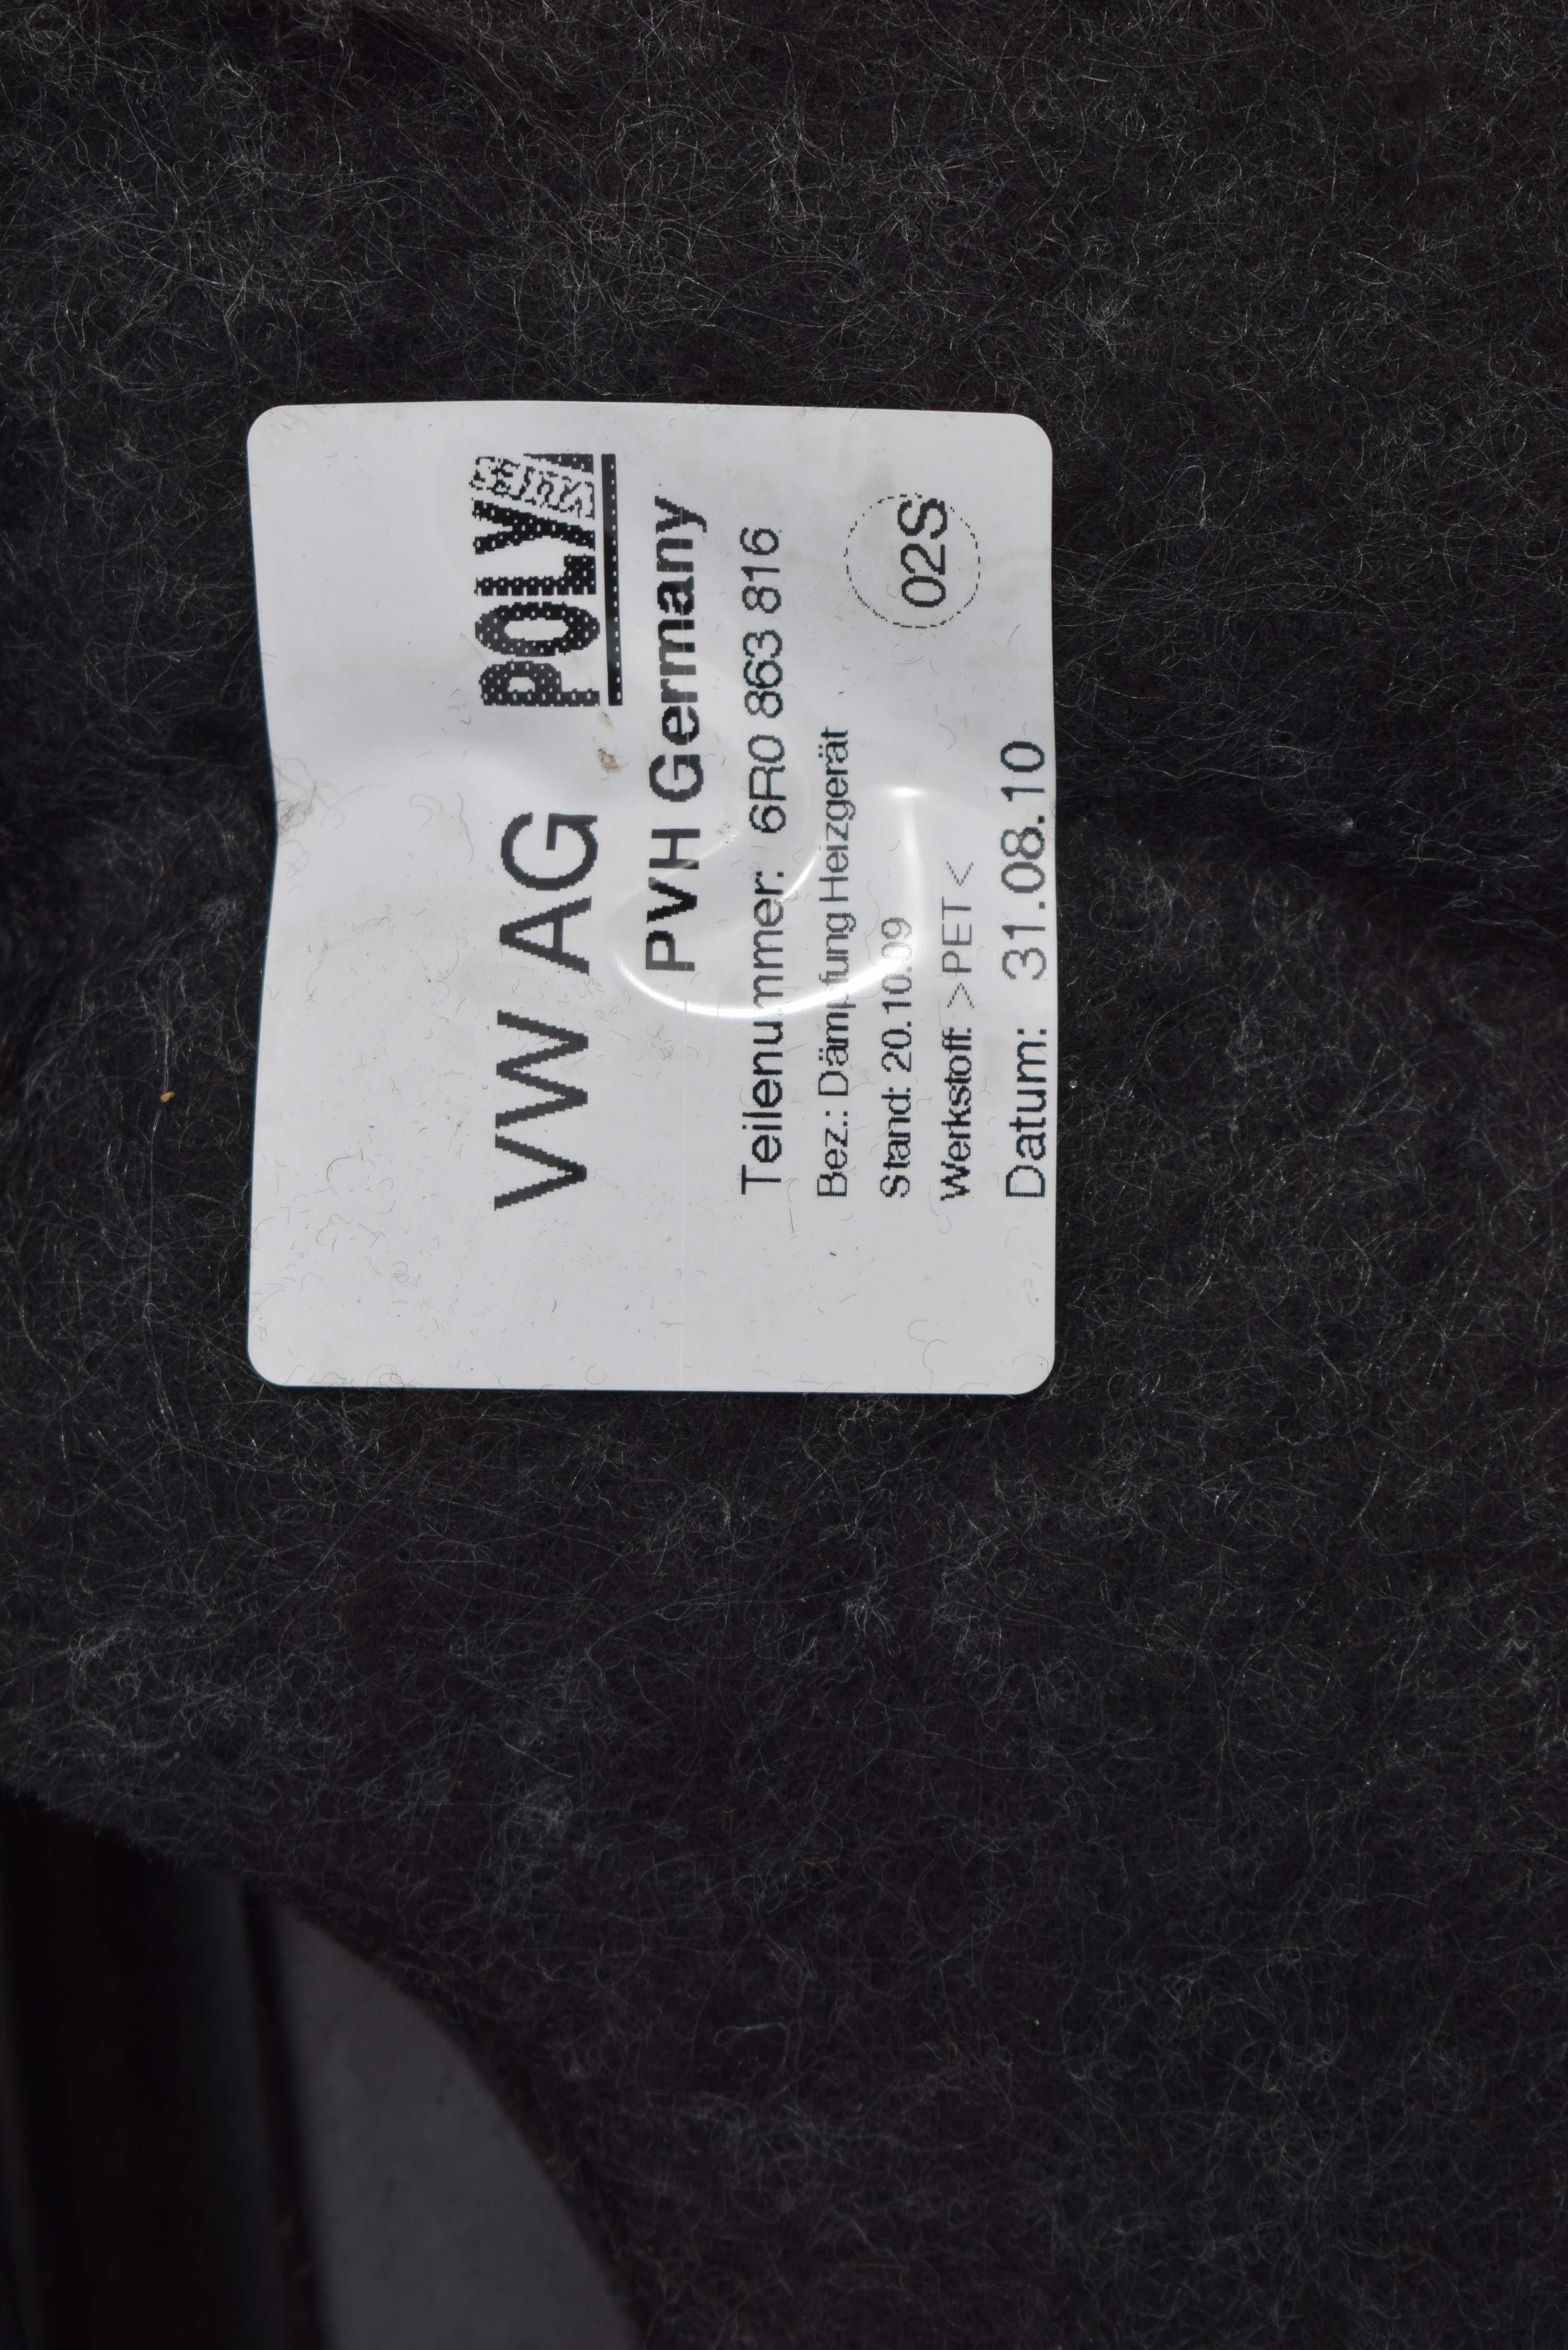 VW AG POLY
PVH Germany
Teilenummer: 6R0 863 816
Bez.: Dämpfung Heizgerät
Stand: 20.10.09
02S
Werkstoff: >PET<
Datum: 31.08.10